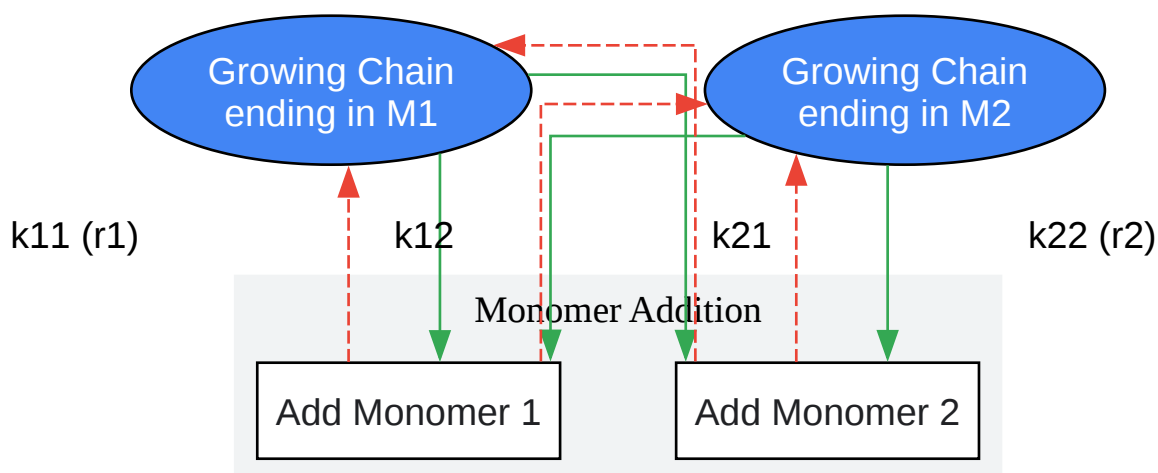 Growing Chain
ending in M1
Growing Chain
ending in M2
k11 (r1)
k12
k21
k22 (r2)
Monomer Addition
Add Monomer 1
Add Monomer 2